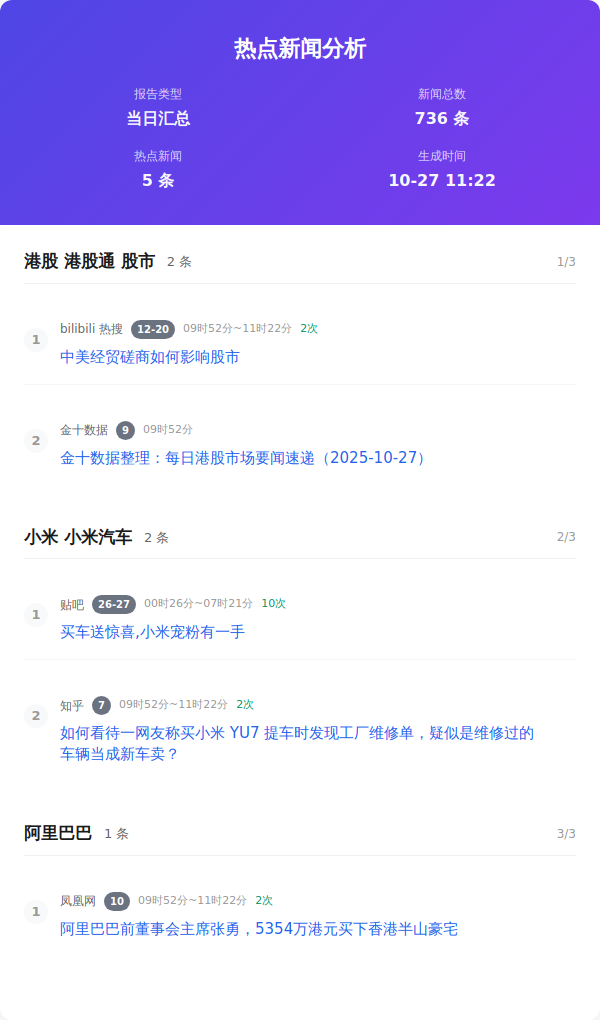 热点新闻分析
报告类型
新闻总数
当日汇总
736 条
热点新闻
生成时间
5 条
10-27 11:22
港股 港股通 股市 2 条 1/3
1 bilibili 热搜 12-20 09时52分~11时22分 2次
中美经贸磋商如何影响股市
2 金十数据 9 09时52分
金十数据整理：每日港股市场要闻速递（2025-10-27）
小米 小米汽车 2 条 2/3
1 贴吧 26-27 00时26分~07时21分 10次
买车送惊喜,小米宠粉有一手
2 知乎 7 09时52分~11时22分 2次
如何看待一网友称买小米 YU7 提车时发现工厂维修单，疑似是维修过的
车辆当成新车卖？
阿里巴巴 1 条 3/3
1 凤凰网 10 09时52分~11时22分 2次
阿里巴巴前董事会主席张勇，5354万港元买下香港半山豪宅